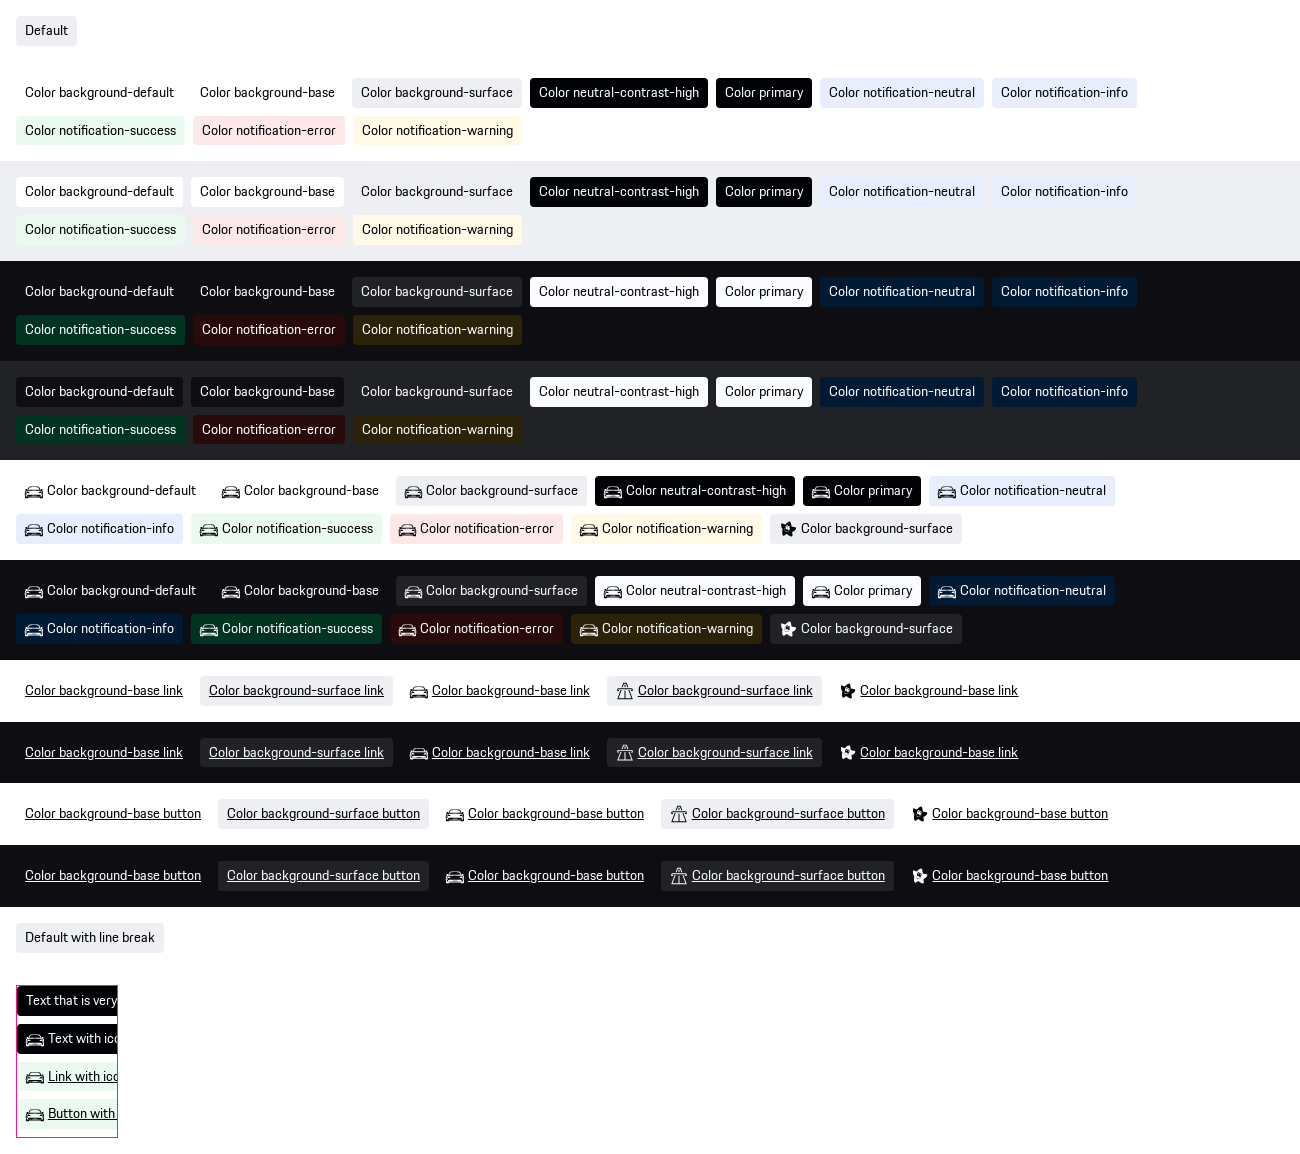 Default
Color background-default Color background-base Color background-surface Color neutral-contrast-high Color primary Color notification-neutral Color notification-info
Color notification-success Color notification-error Color notification-warning
Color background-default Color background-base Color background-surface Color neutral-contrast-high Color primary Color notification-neutral Color notification-info
Color notification-success Color notification-error Color notification-warning
Color background-default Color background-base Color background-surface Color neutral-contrast-high Color primary Color notification-neutral Color notification-info
Color notification-success Color notification-error Color notification-warning
Color background-default Color background-base Color background-surface Color neutral-contrast-high Color primary Color notification-neutral Color notification-info
Color notification-success Color notification-error Color notification-warning
Color background-default Color background-base Color background-surface Color neutral-contrast-high Color primary Color notification-neutral
Color notification-info Color notification-success Color notification-error Color notification-warning Color background-surface
Color background-default Color background-base Color background-surface Color neutral-contrast-high Color primary Color notification-neutral
Color notification-info Color notification-success Color notification-error Color notification-warning Color background-surface
Color background-base link Color background-surface link Color background-base link Color background-surface link Color background-base link
Color background-base link Color background-surface link Color background-base link Color background-surface link Color background-base link
Color background-base button Color background-surface button Color background-base button Color background-surface button Color background-base button
Color background-base button Color background-surface button Color background-base button Color background-surface button Color background-base button
Default with line break
Text that is very
Text with
Link with
Button with